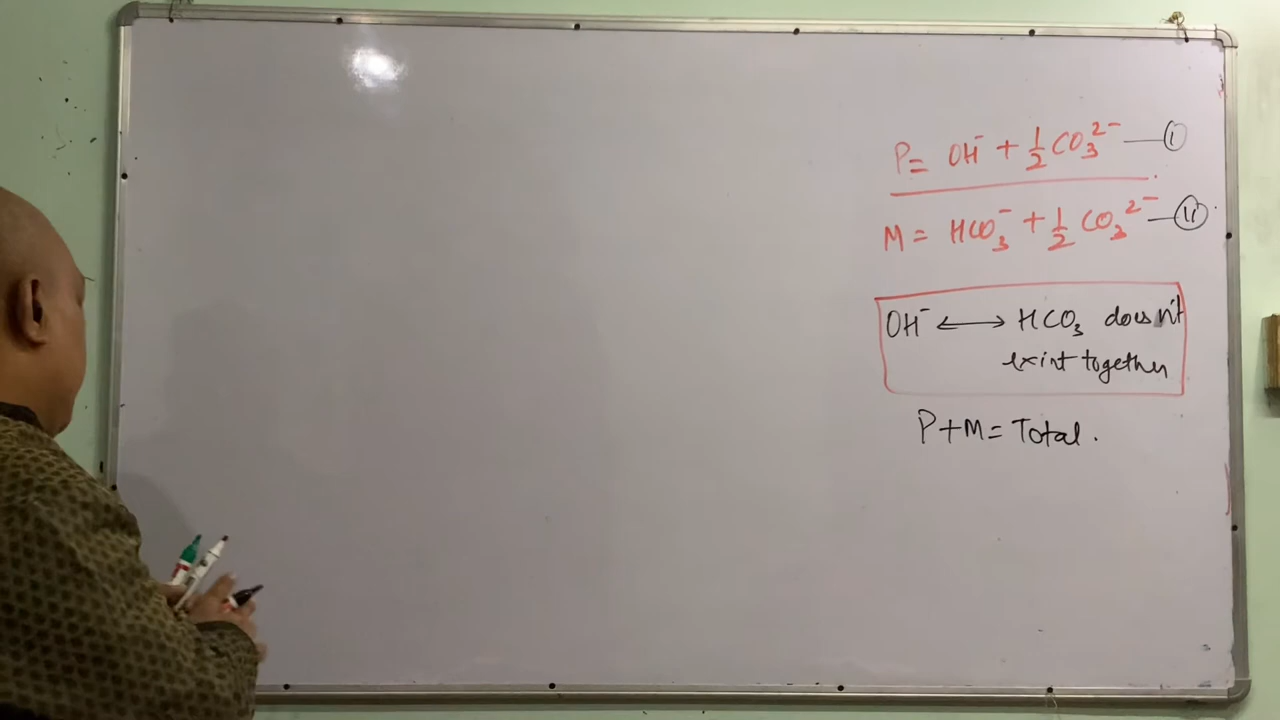 P = OH⁻ + 1/2 CO₃²⁻ — (I)
M = HCO₃⁻ + 1/2 CO₃²⁻ — (II)
OH⁻ ⟷ HCO₃ doesn't
exist together
P+M = Total.